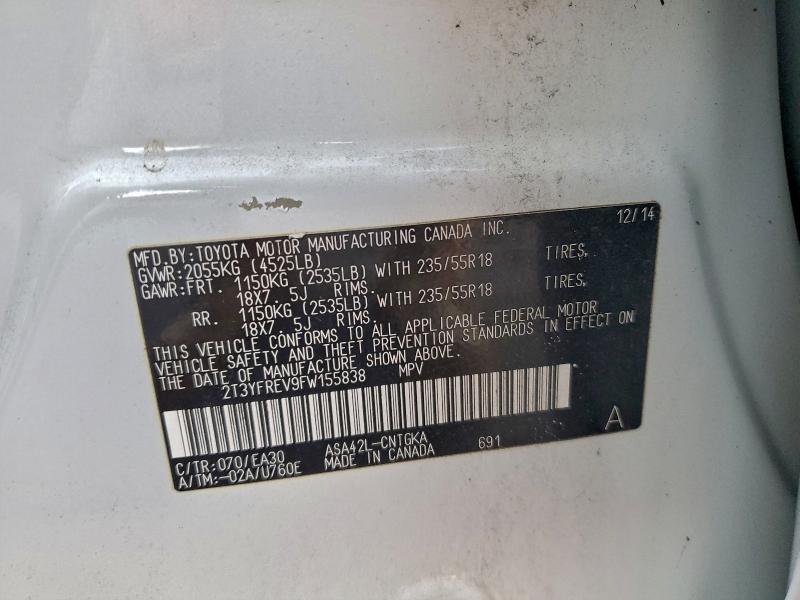 12/14
MFD.BY:TOYOTA MOTOR MANUFACTURING CANADA INC.
GVWR:2055KG (4525LB)
GAWR:FRT. 1150KG (2535LB) WITH 235/55R18 TIRES,
18X7. 5J RIMS.
RR. 1150KG (2535LB) WITH 235/55R18 TIRES,
18X7. 5J RIMS.
THIS VEHICLE CONFORMS TO ALL APPLICABLE FEDERAL MOTOR
VEHICLE SAFETY AND THEFT PREVENTION STANDARDS IN EFFECT ON
THE DATE OF MANUFACTURE SHOWN ABOVE.
2T3YFREV9FW155838 MPV
A
C/TR:070/EA30 ASA42L-CNTGKA 691
A/TM:-02A/U760E MADE IN CANADA